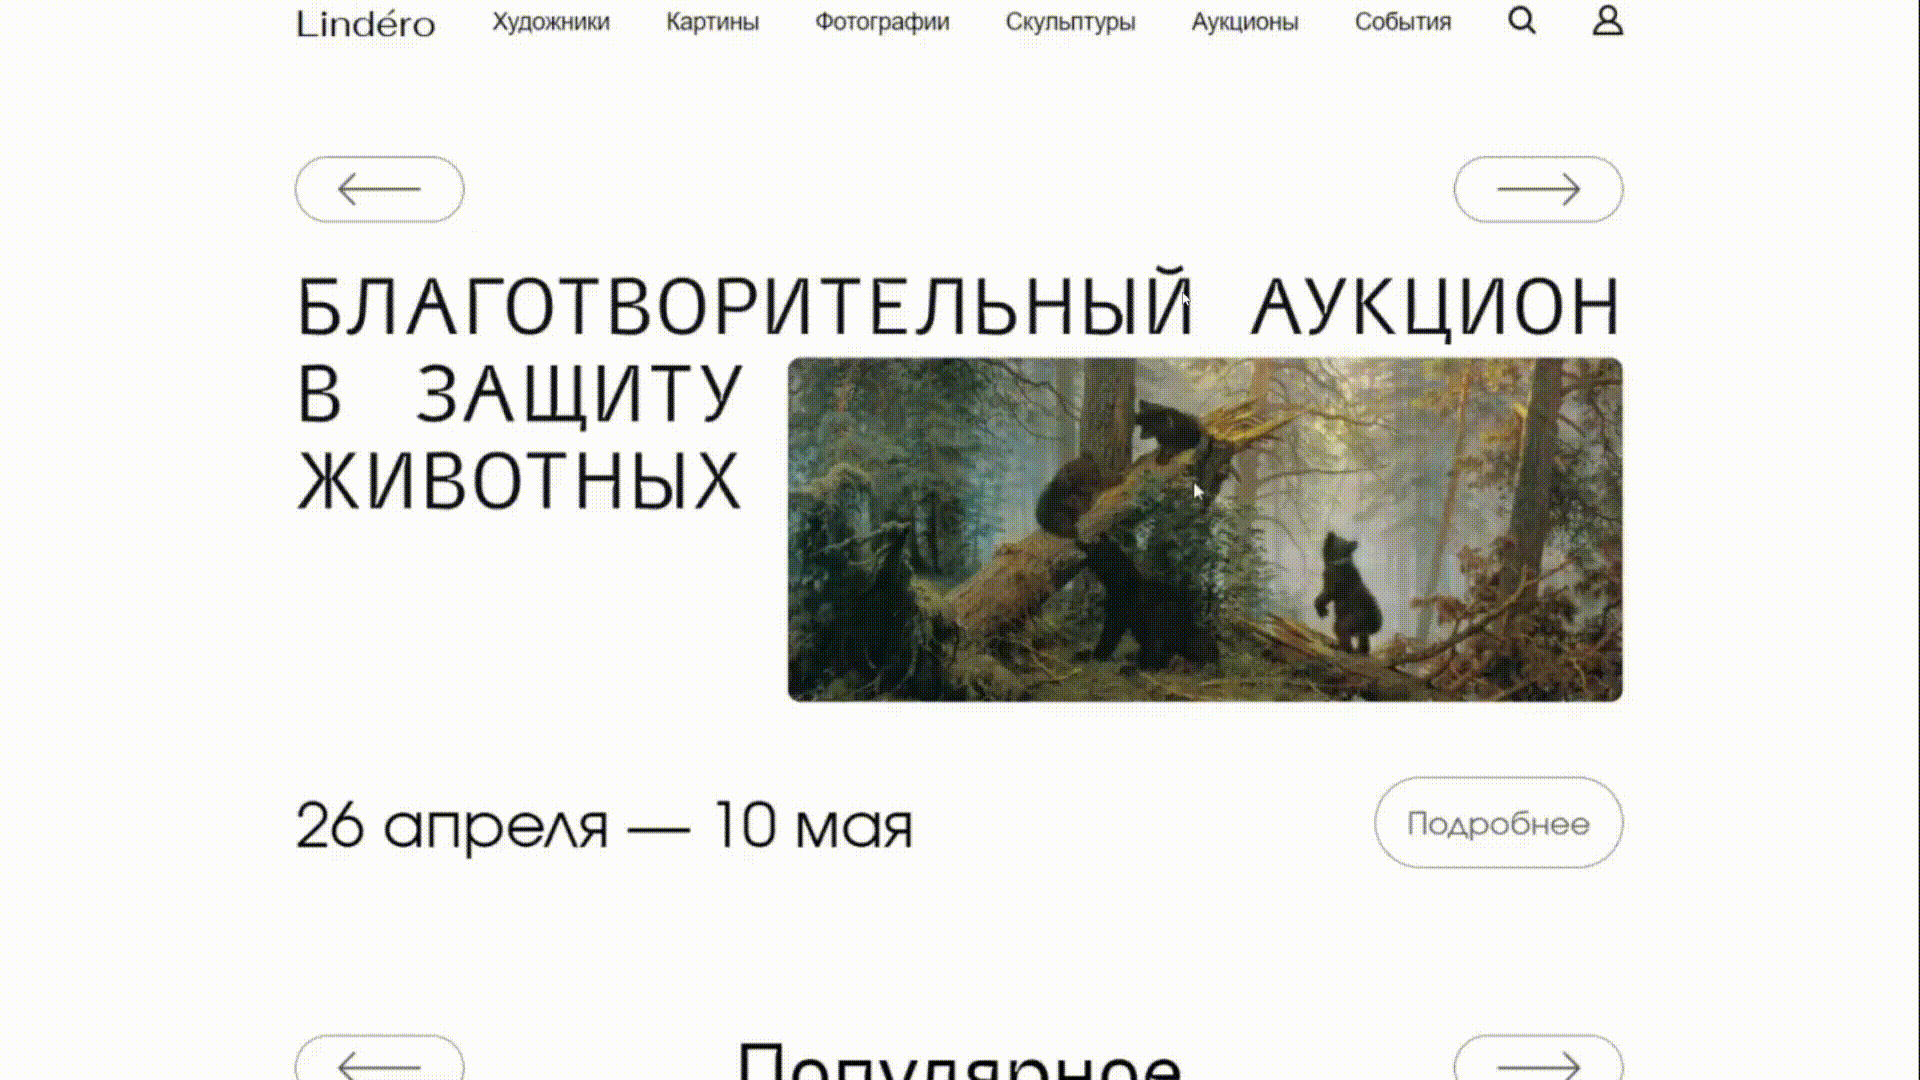 Lindéro Художники Картины Фотографии Скульптуры Аукционы События
БЛАГОТВОРИТЕЛЬНЫЙ АУКЦИОН
В ЗАЩИТУ
ЖИВОТНЫХ
26 апреля — 10 мая
Подробнее
Популярное